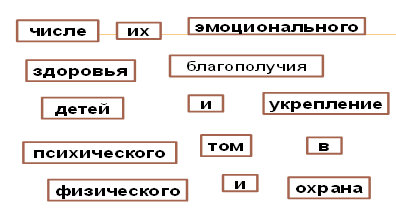 числе их эмоционального
здоровья благополучия
детей и укрепление
психического том в
физического и охрана